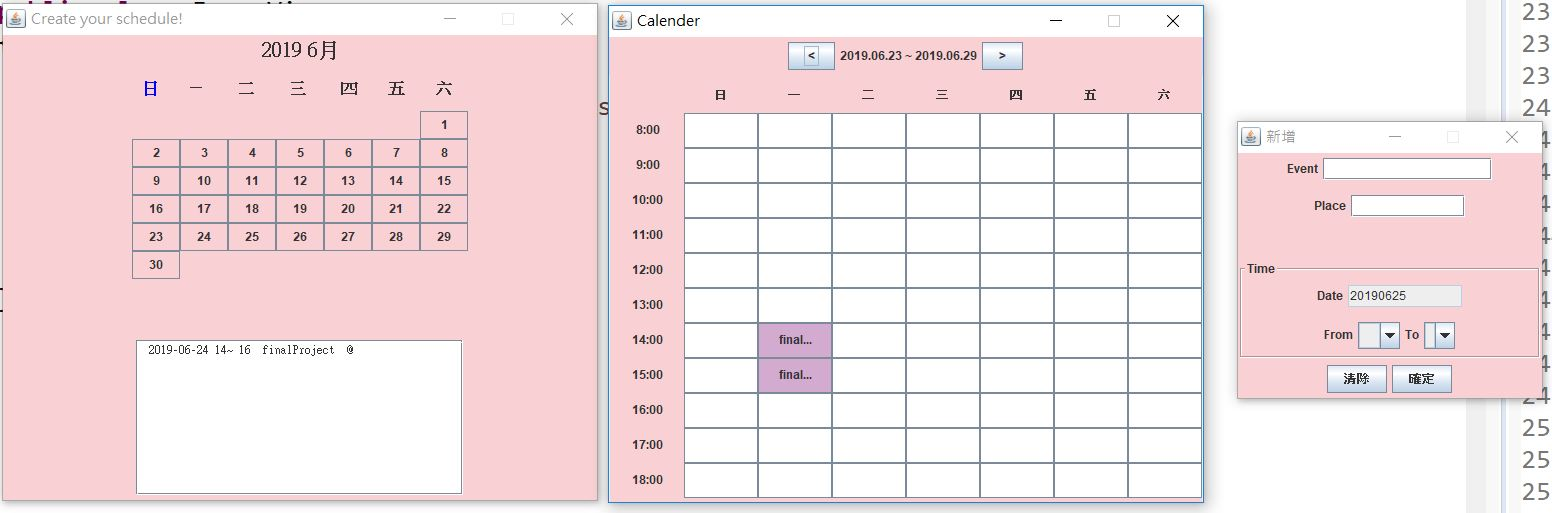 Create your schedule!
2019 6月
日 一 二 三 四 五 六
1
2 3 4 5 6 7 8
9 10 11 12 13 14 15
16 17 18 19 20 21 22
23 24 25 26 27 28 29
30
2019-06-24 14~ 16 finalProject @
Calender
< 2019.06.23 ~ 2019.06.29 >
日 一 二 三 四 五 六
8:00
9:00
10:00
11:00
12:00
13:00
14:00 final...
15:00 final...
16:00
17:00
18:00
新增
Event
Place
Time
Date 20190625
From To
清除 確定
23
23
23
24
25
25
25